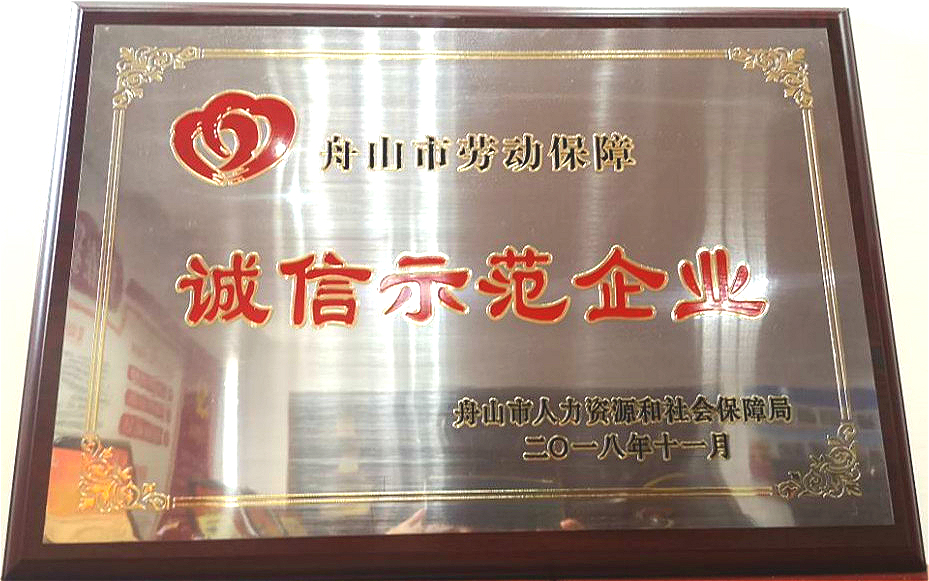 舟山市劳动保障
诚信示范企业
舟山市人力资源和社会保障局
二〇一八年十一月